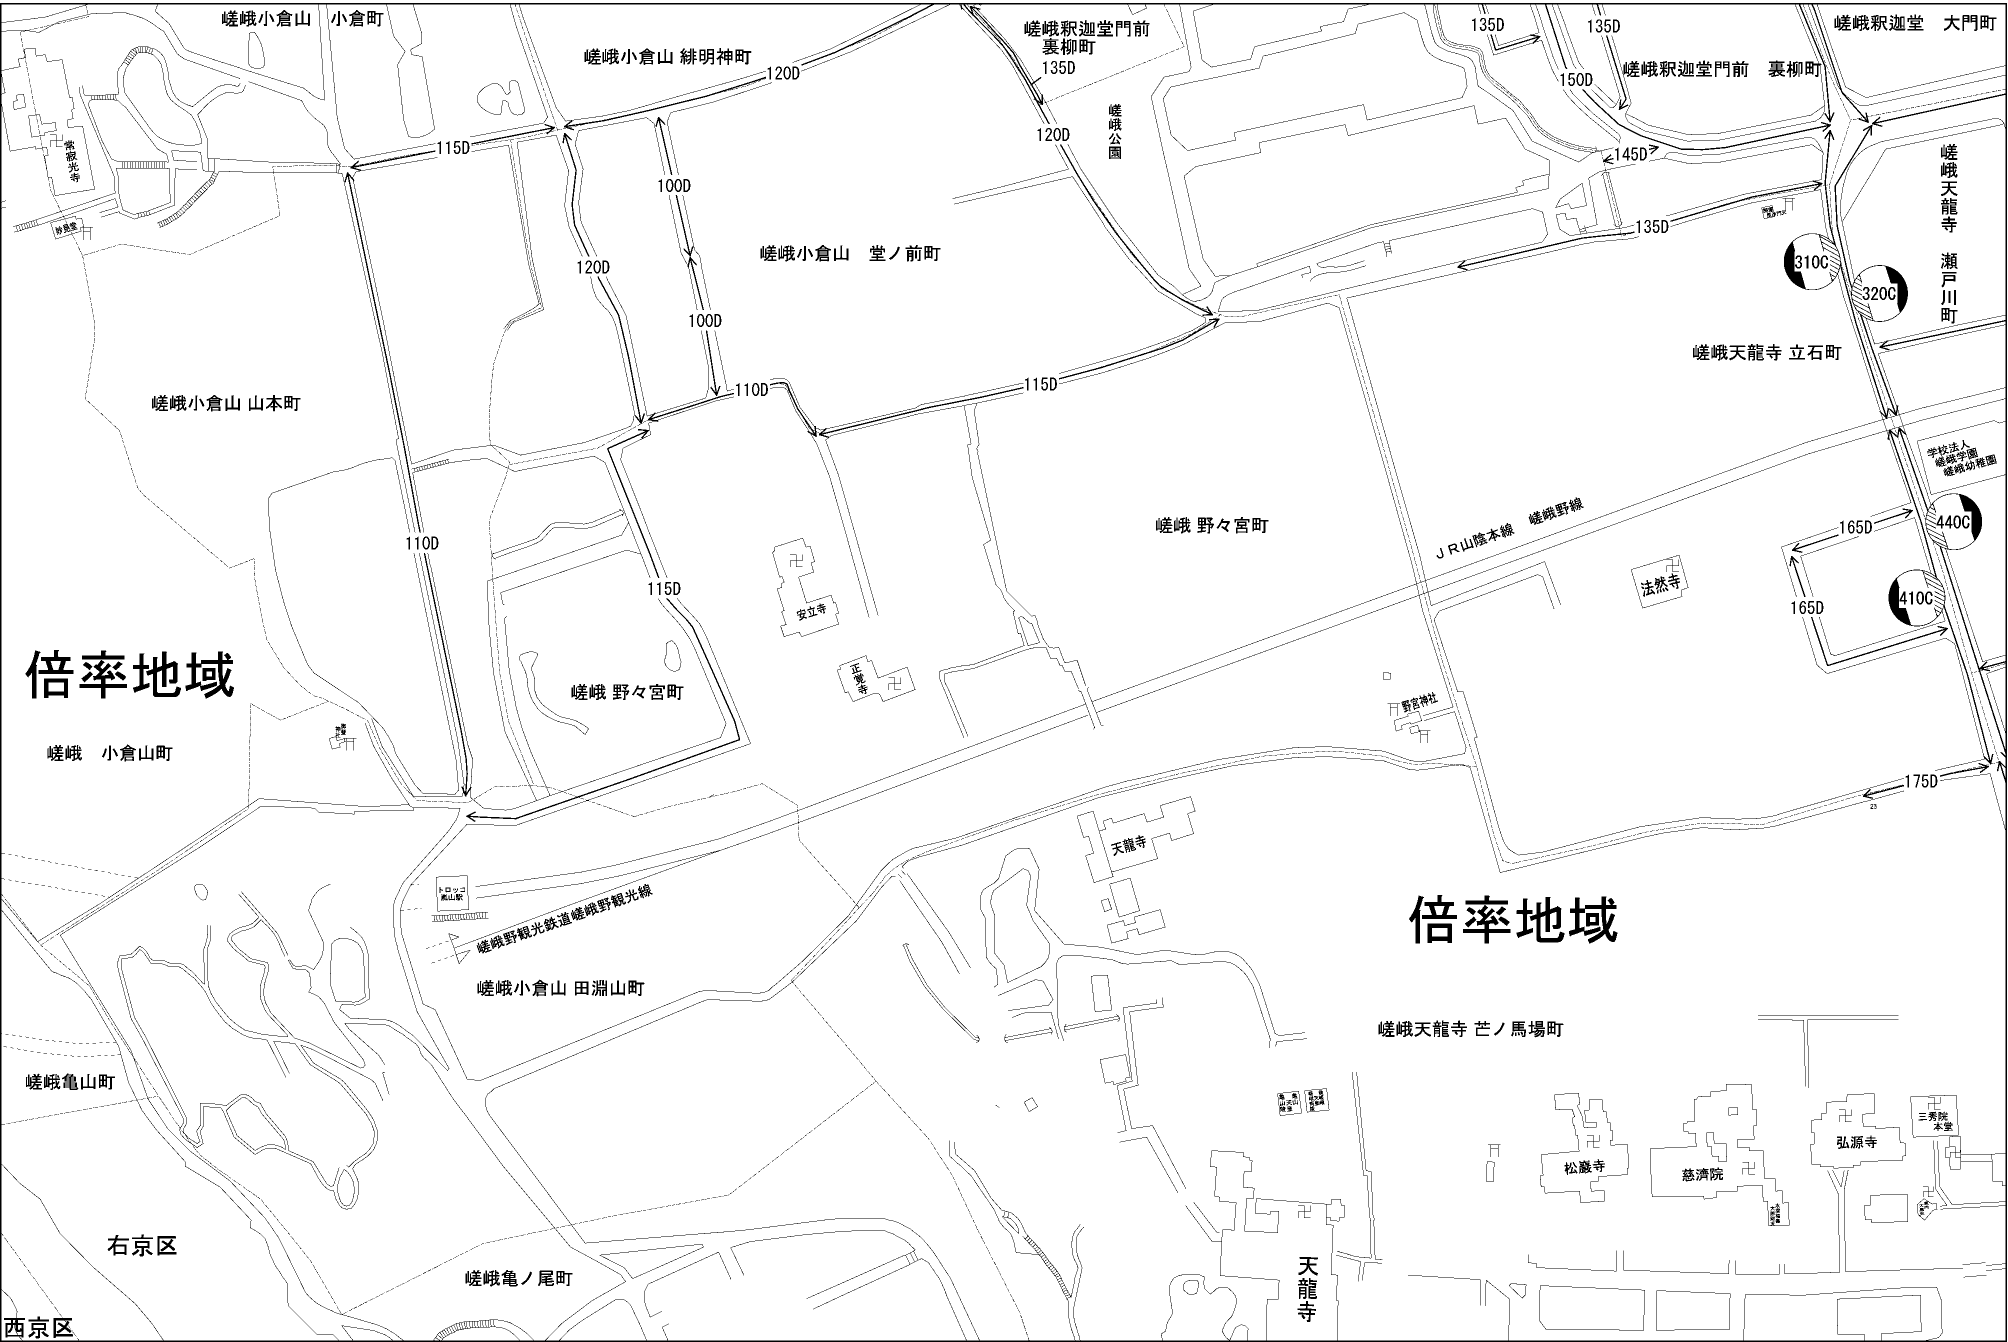 嵯峨小倉山　小倉町
嵯峨小倉山 緋明神町
120D
嵯峨釈迦堂門前
裏柳町
135D
135D
135D
嵯峨釈迦堂　大門町
150D
嵯峨釈迦堂門前　裏柳町
120D
嵯峨公園
145D
115D
常寂光寺
妙見堂
100D
嵯峨天龍寺　瀬戸川町
135D
嵯峨小倉山　堂ノ前町
120D
310C
320C
100D
嵯峨天龍寺 立石町
嵯峨小倉山 山本町
110D
115D
学校法人
嵯峨学園
嵯峨幼稚園
嵯峨 野々宮町
ＪＲ山陰本線　嵯峨野線
165D
440C
110D
115D
安立寺
法然寺
165D
410C
倍率地域
正覚寺
嵯峨 野々宮町
野宮神社
嵯峨　小倉山町
175D
23
天龍寺
トロッコ
嵐山駅
嵯峨野観光鉄道嵯峨野観光線
倍率地域
嵯峨小倉山 田淵山町
嵯峨天龍寺 芒ノ馬場町
嵯峨亀山町
三秀院
本堂
弘源寺
松巌寺
慈済院
右京区
嵯峨亀ノ尾町
天龍寺
西京区